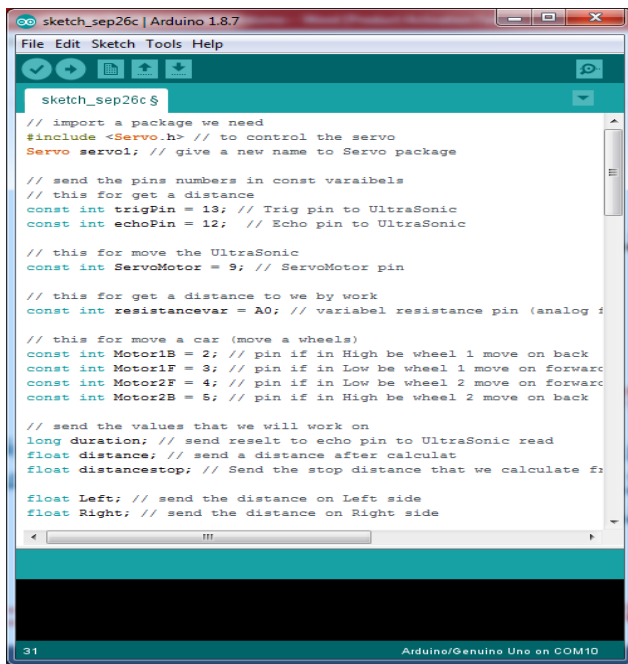 sketch_sep26c | Arduino 1.8.7
File Edit Sketch Tools Help
sketch_sep26c §
// import a package we need
#include <Servo.h> // to control the servo
Servo servo1; // give a new name to Servo package
// send the pins numbers in const varaibels
// this for get a distance
const int trigPin = 13; // Trig pin to UltraSonic
const int echoPin = 12; // Echo pin to UltraSonic
// this for move the UltraSonic
const int ServoMotor = 9; // ServoMotor pin
// this for get a distance to we by work
const int resistancevar = A0; // variabel resistance pin (analog f
// this for move a car (move a wheels)
const int Motor1B = 2; // pin if in High be wheel 1 move on back
const int Motor1F = 3; // pin if in Low be wheel 1 move on forward
const int Motor2F = 4; // pin if in Low be wheel 2 move on forward
const int Motor2B = 5; // pin if in High be wheel 2 move on back
// send the values that we will work on
long duration; // send reselt to echo pin to UltraSonic read
float distance; // send a distance after calculat
float distancestop; // Send the stop distance that we calculate fr
float Left; // send the distance on Left side
float Right; // send the distance on Right side
31
Arduino/Genuino Uno on COM10